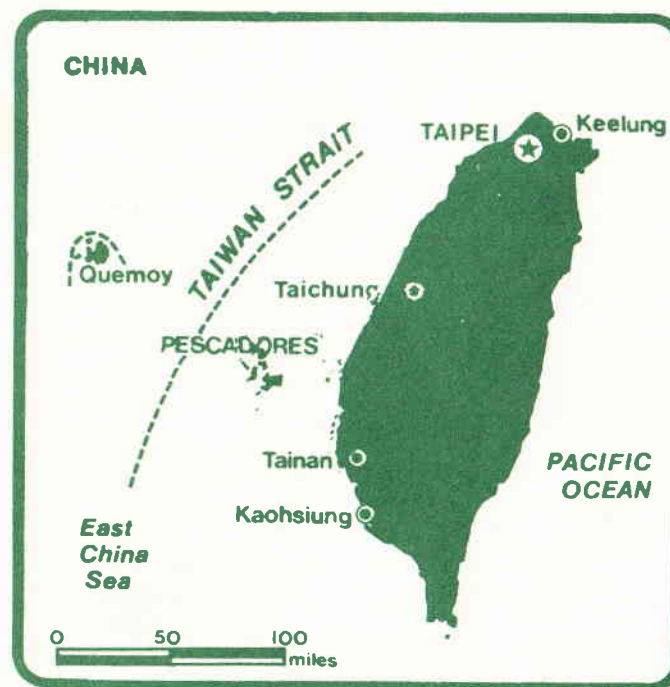 CHINA
TAIWAN STRAIT
TAIPEI
Keelung
Quemoy
Taichung
PESCADORES
Tainan
Kaohsiung
PACIFIC
OCEAN
East
China
Sea
0 50 100
miles